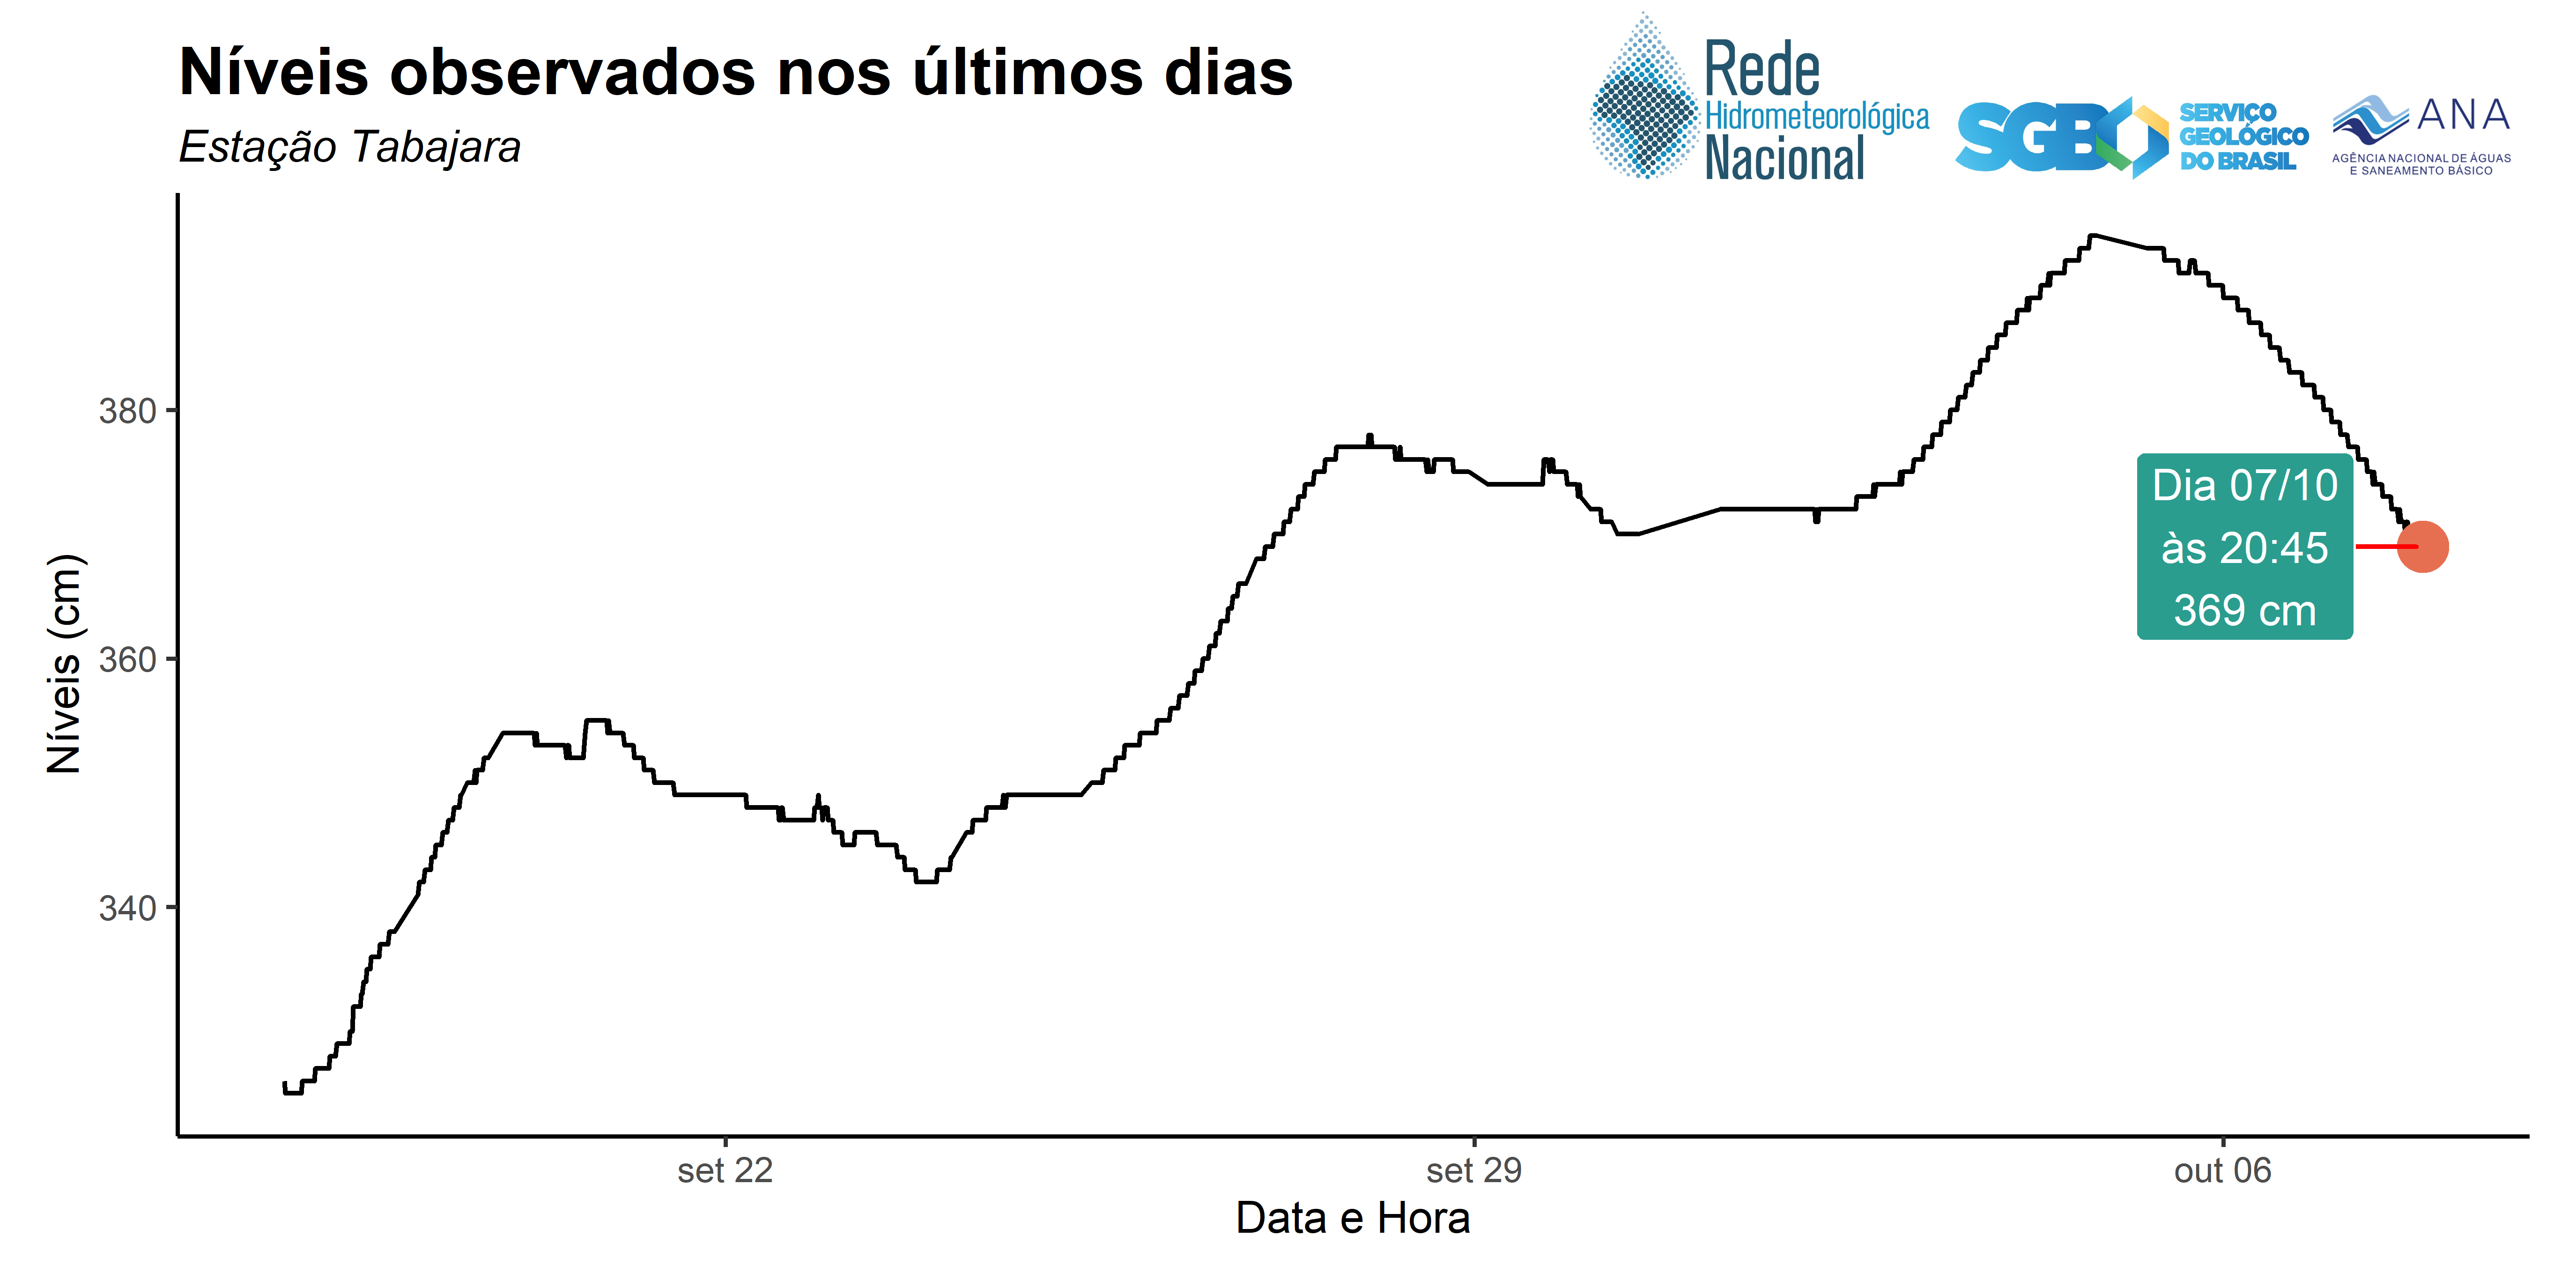 Níveis observados nos últimos dias
Estação Tabajara
Rede
Hidrometeorológica
Nacional
SGB
SERVIÇO
GEOLÓGICO
DO BRASIL
ANA
AGÊNCIA NACIONAL DE ÁGUAS
E SANEAMENTO BÁSICO
Níveis (cm)
380
360
340
Dia 07/10
às 20:45
369 cm
set 22
set 29
out 06
Data e Hora